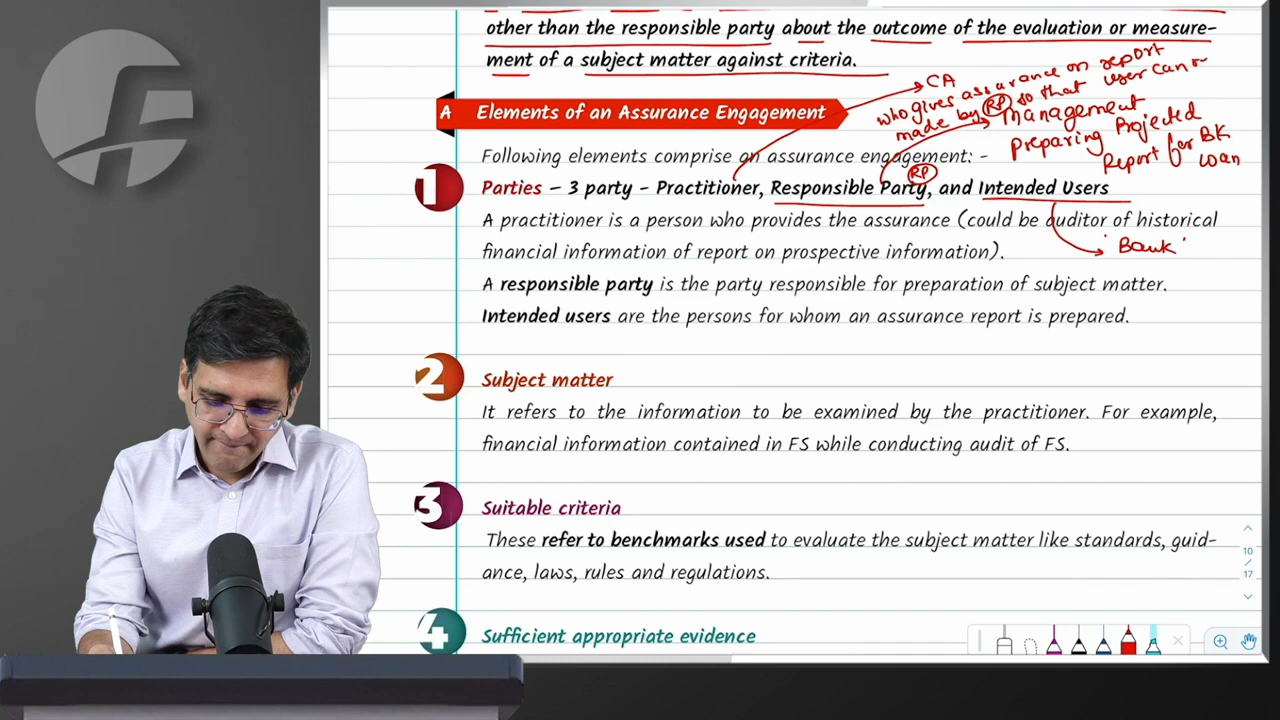 other than the responsible party about the outcome of the evaluation or measure-
ment of a subject matter against criteria.
A Elements of an Assurance Engagement
CA
who gives assurance on report
made by RP so that user can
management
preparing Projected
Report for BK
loan
Following elements comprise an assurance engagement: -
RP
1 Parties – 3 party – Practitioner, Responsible Party, and Intended Users
A practitioner is a person who provides the assurance (could be auditor of historical
financial information of report on prospective information).
'Bank'
A responsible party is the party responsible for preparation of subject matter.
Intended users are the persons for whom an assurance report is prepared.
2 Subject matter
It refers to the information to be examined by the practitioner. For example,
financial information contained in FS while conducting audit of FS.
3 Suitable criteria
These refer to benchmarks used to evaluate the subject matter like standards, guid-
ance, laws, rules and regulations.
4 Sufficient appropriate evidence
10
/
17